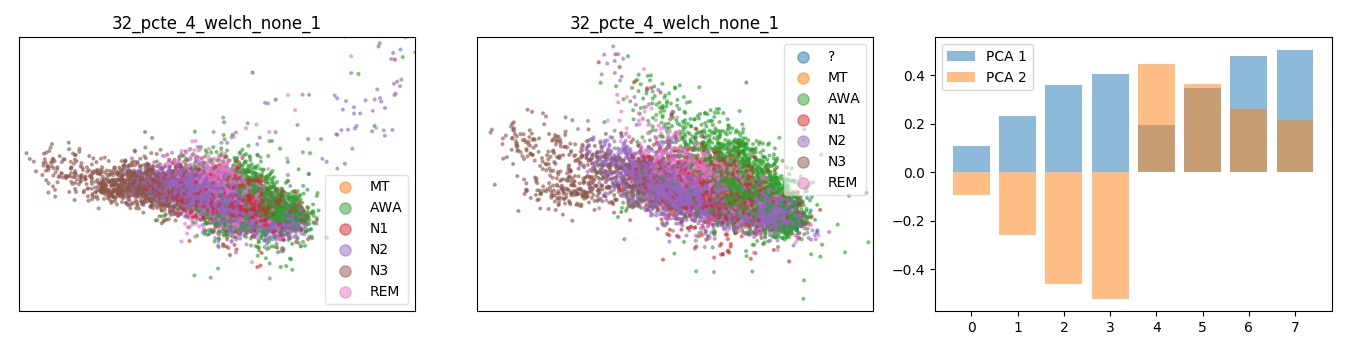 32_pcte_4_welch_none_1
MT
AWA
N1
N2
N3
REM
32_pcte_4_welch_none_1
?
MT
AWA
N1
N2
N3
REM
PCA 1
PCA 2
0.4
0.2
0.0
−0.2
−0.4
0 1 2 3 4 5 6 7